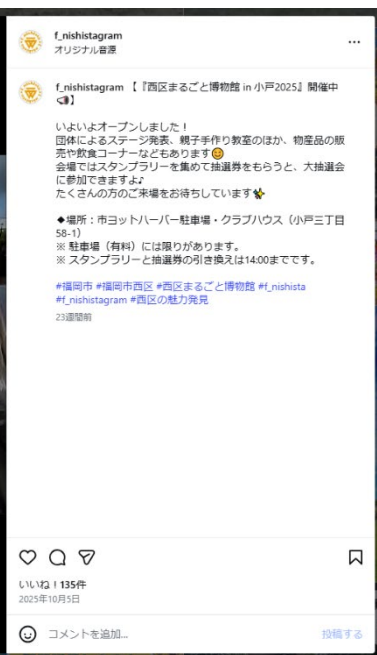 f_nishistagram
オリジナル音源
f_nishistagram 【『西区まるごと博物館 in 小戸2025』開催中
📣】
いよいよオープンしました！
団体によるステージ発表、親子手作り教室のほか、物産品の販
売や飲食コーナーなどもあります😊
会場ではスタンプラリーを集めて抽選券をもらうと、大抽選会
に参加できますよ♪
たくさんの方のご来場をお待ちしています✨
◆場所：市ヨットハーバー駐車場・クラブハウス（小戸三丁目
58-1）
※ 駐車場（有料）には限りがあります。
※ スタンプラリーと抽選券の引き換えは14:00までです。
#福岡市 #福岡市西区 #西区まるごと博物館 #f_nishista
#f_nishistagram #西区の魅力発見
23週間前
いいね！135件
2025年10月5日
コメントを追加...
投稿する